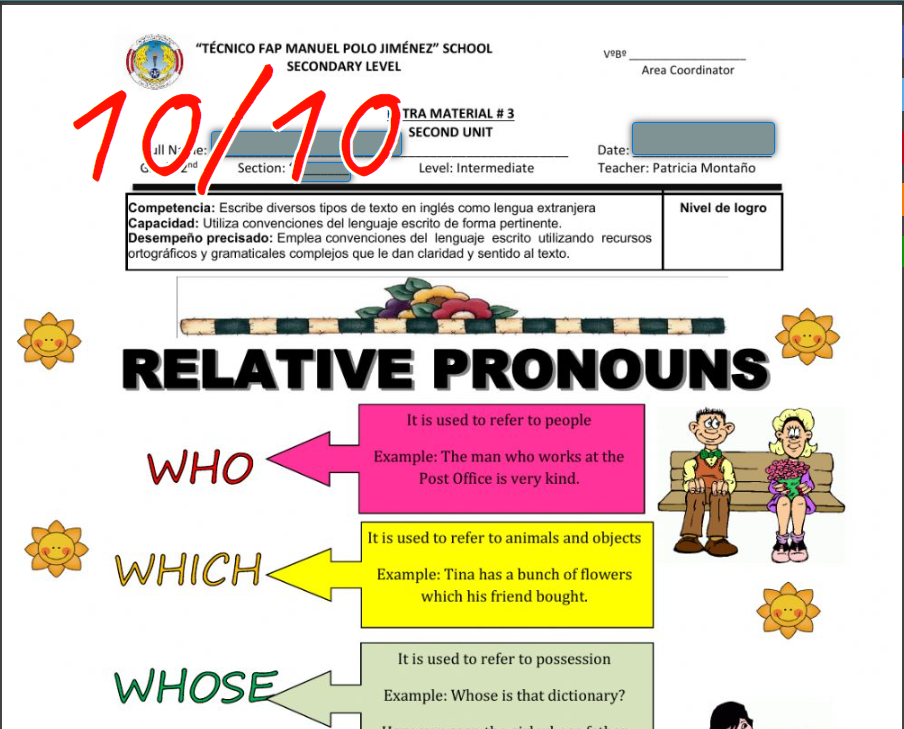 "TÉCNICO FAP MANUEL POLO JIMÉNEZ" SCHOOL
SECONDARY LEVEL
VºBº
Area Coordinator
10/10
TRA MATERIAL # 3
SECOND UNIT
ull Name:
Date:
2nd Section: Level: Intermediate Teacher: Patricia Montaño
Competencia: Escribe diversos tipos de texto en inglés como lengua extranjera
Capacidad: Utiliza convenciones del lenguaje escrito de forma pertinente.
Desempeño precisado: Emplea convenciones del lenguaje escrito utilizando recursos
ortográficos y gramaticales complejos que le dan claridad y sentido al texto.
Nivel de logro
RELATIVE PRONOUNS
WHO
It is used to refer to people
Example: The man who works at the
Post Office is very kind.
WHICH
It is used to refer to animals and objects
Example: Tina has a bunch of flowers
which his friend bought.
WHOSE
It is used to refer to possession
Example: Whose is that dictionary?